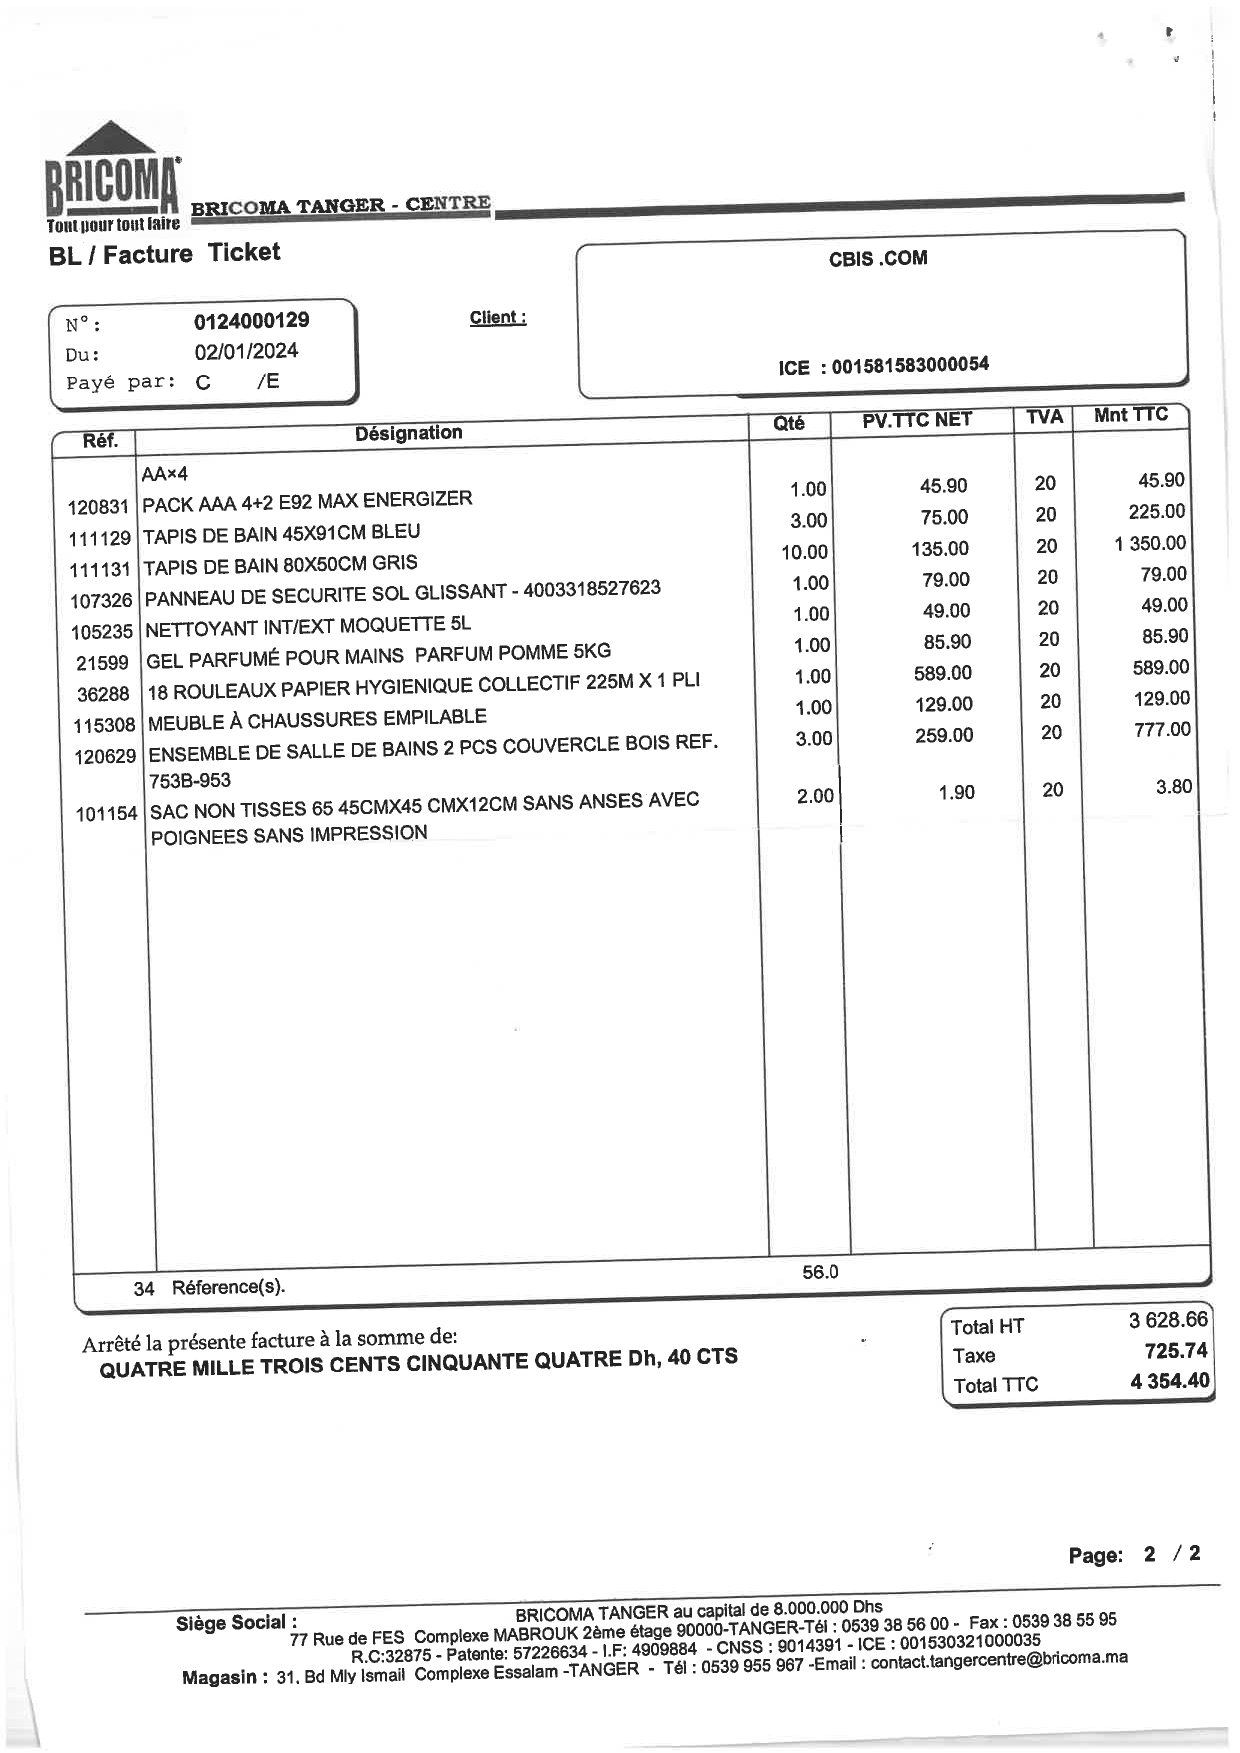 BRICOMA
Tout pour tout faire
BRICOMA TANGER - CENTRE
BL / Facture Ticket
CBIS .COM
N° : 0124000129
Client :
Du : 02/01/2024
Payé par : C /E
ICE : 001581583000054
Réf. Désignation Qté PV.TTC NET TVA Mnt TTC
AAx4
120831 PACK AAA 4+2 E92 MAX ENERGIZER 1.00 45.90 20 45.90
111129 TAPIS DE BAIN 45X91CM BLEU 3.00 75.00 20 225.00
111131 TAPIS DE BAIN 80X50CM GRIS 10.00 135.00 20 1 350.00
107326 PANNEAU DE SECURITE SOL GLISSANT - 4003318527623 1.00 79.00 20 79.00
105235 NETTOYANT INT/EXT MOQUETTE 5L 1.00 49.00 20 49.00
21599 GEL PARFUMÉ POUR MAINS PARFUM POMME 5KG 1.00 85.90 20 85.90
36288 18 ROULEAUX PAPIER HYGIENIQUE COLLECTIF 225M X 1 PLI 1.00 589.00 20 589.00
115308 MEUBLE À CHAUSSURES EMPILABLE 1.00 129.00 20 129.00
120629 ENSEMBLE DE SALLE DE BAINS 2 PCS COUVERCLE BOIS REF. 3.00 259.00 20 777.00
753B-953
101154 SAC NON TISSES 65 45CMX45 CMX12CM SANS ANSES AVEC 2.00 1.90 20 3.80
POIGNEES SANS IMPRESSION
34 Réference(s). 56.0
Arrêté la présente facture à la somme de:
QUATRE MILLE TROIS CENTS CINQUANTE QUATRE Dh, 40 CTS
Total HT 3 628.66
Taxe 725.74
Total TTC 4 354.40
Page: 2 / 2
Siège Social : BRICOMA TANGER au capital de 8.000.000 Dhs
77 Rue de FES Complexe MABROUK 2ème étage 90000-TANGER-Tél : 0539 38 56 00 - Fax : 0539 38 55 95
R.C:32875 - Patente: 57226634 - I.F: 4909884 - CNSS : 9014391 - ICE : 001530321000035
Magasin : 31. Bd Mly Ismail Complexe Essalam -TANGER - Tél : 0539 955 967 -Email : contact.tangercentre@bricoma.ma